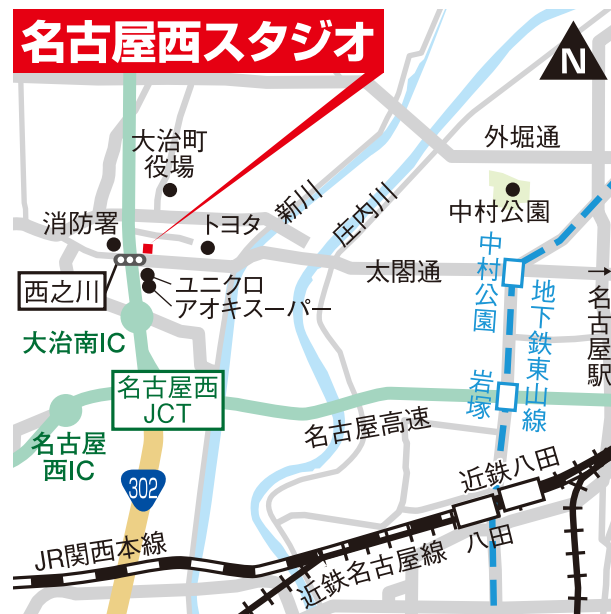 名古屋西スタジオ
N
大治町
役場
外堀通
新川
庄内川
中村公園
消防署
トヨタ
太閤通
中村公園
→名古屋駅
西之川
ユニクロ
アオキスーパー
地下鉄東山線
大治南IC
岩塚
名古屋西
JCT
名古屋高速
名古屋
西IC
302
近鉄八田
八田
JR関西本線
近鉄名古屋線